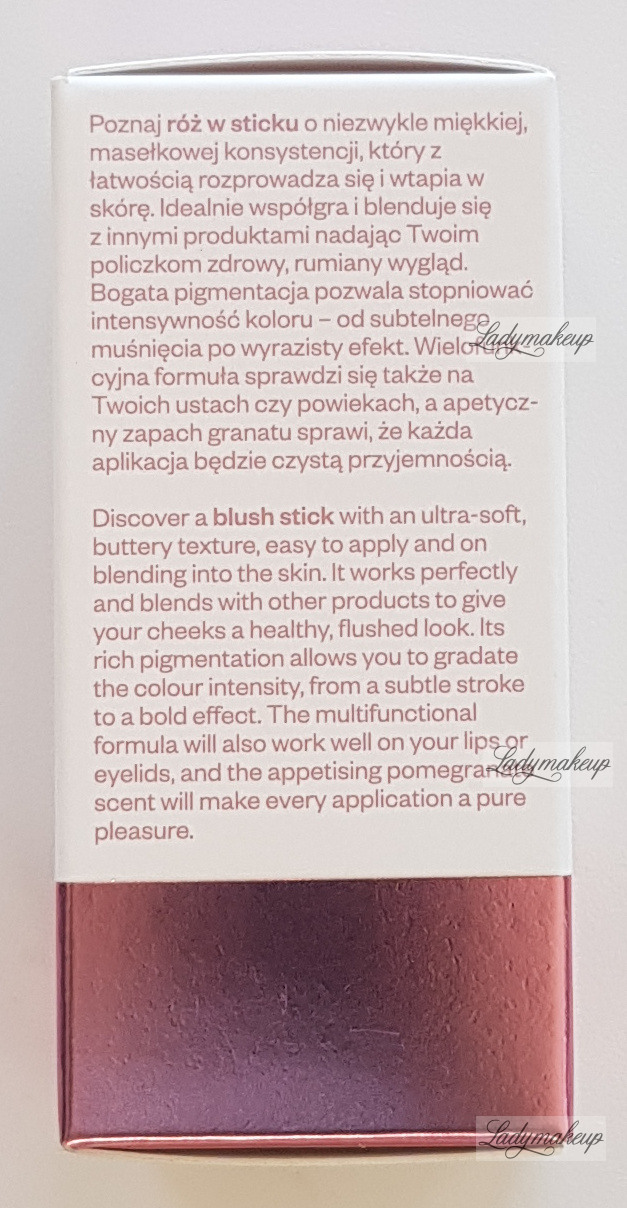 Poznaj róż w sticku o niezwykle miękkiej,
masełkowej konsystencji, który z
łatwością rozprowadza się i wtapia w
skórę. Idealnie współgra i blenduje się
z innymi produktami nadając Twoim
policzkom zdrowy, rumiany wygląd.
Bogata pigmentacja pozwala stopniować
intensywność koloru – od subtelnego
Ladymakeup
muśnięcia po wyrazisty efekt.
cyjna formuła sprawdzi się także na
Twoich ustach czy powiekach, a apetycz-
ny zapach granatu sprawi, że każda
aplikacja będzie czystą przyjemnością.
Discover a blush stick with an ultra-soft,
buttery texture, easy to apply and on
blending into the skin. It works perfectly
and blends with other products to give
your cheeks a healthy, flushed look. Its
rich pigmentation allows you to gradate
the colour intensity, from a subtle stroke
to a bold effect. The multifunctional
formula will also work well on your lips or
Ladymakeup
eyelids, and the appetising
scent will make every application a pure
pleasure.
Ladymakeup